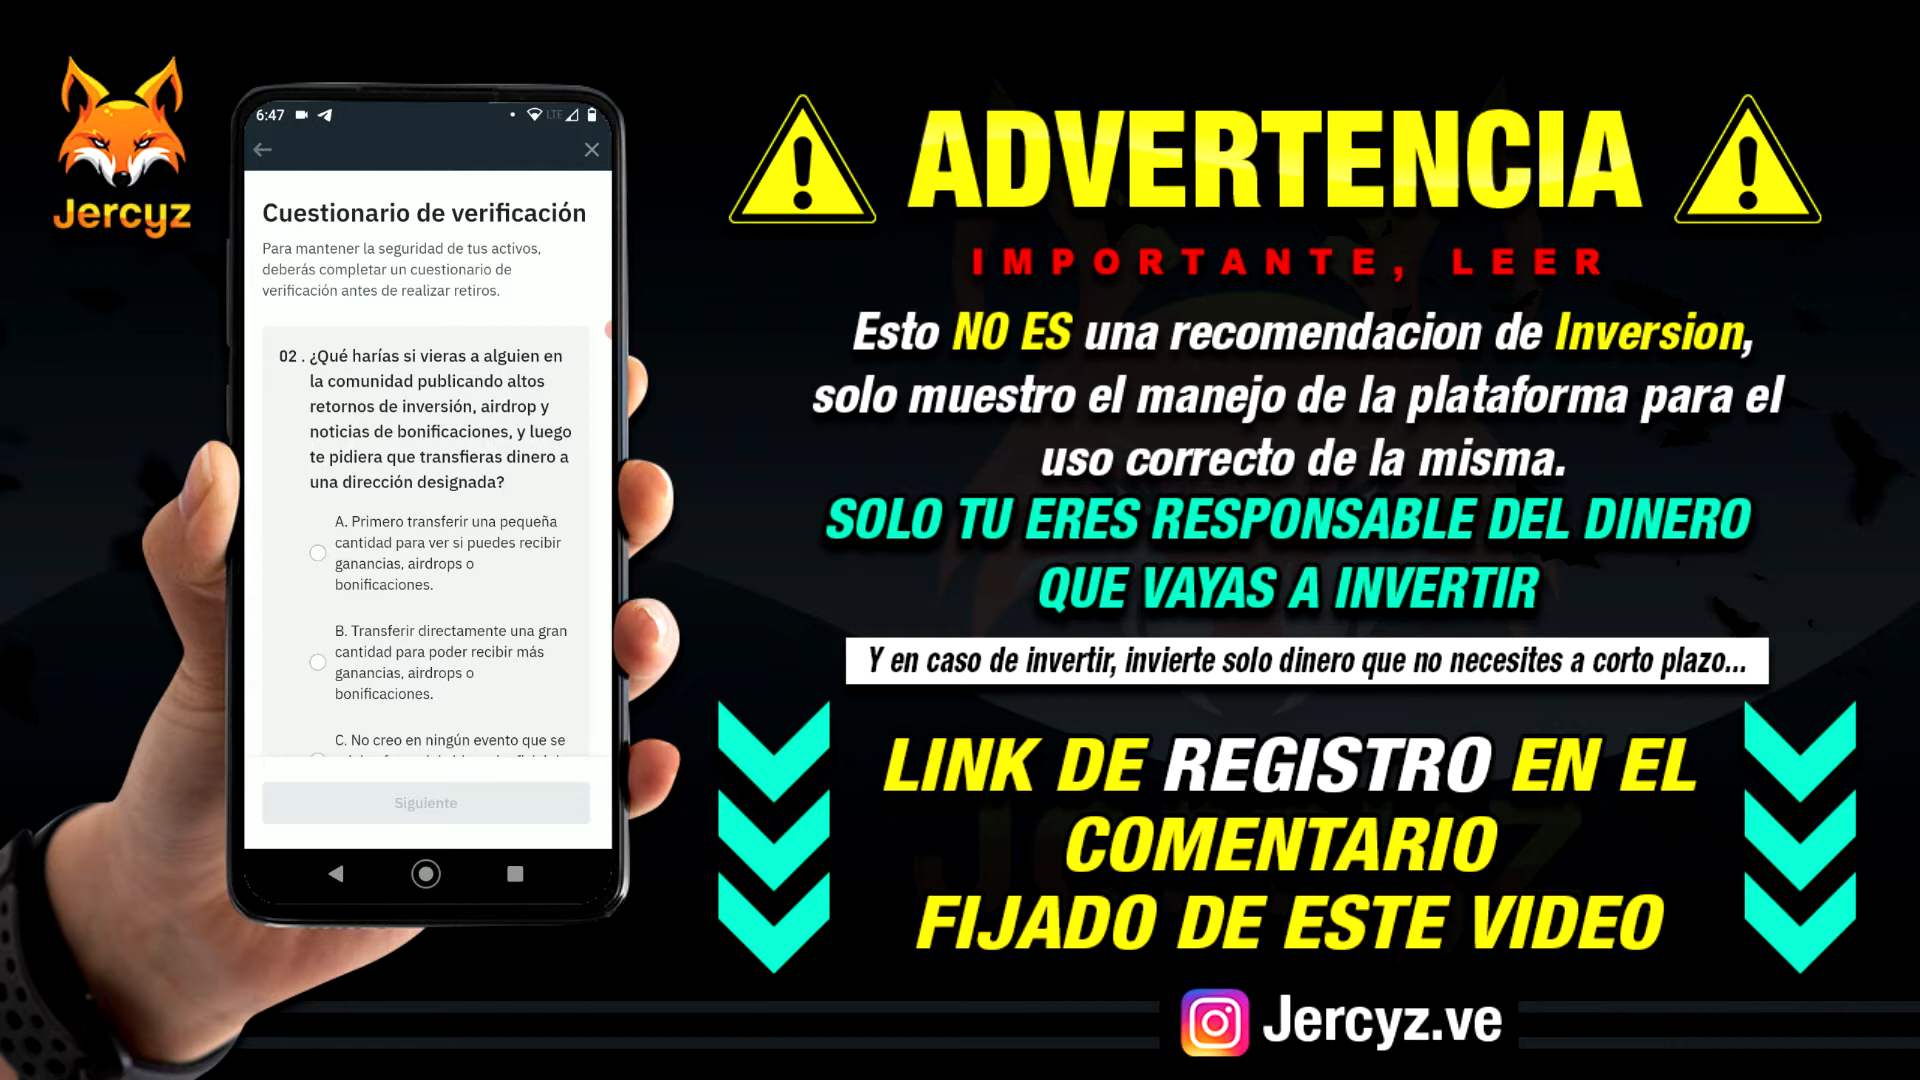 Jercyz
6:47
LTE
Cuestionario de verificación
Para mantener la seguridad de tus activos,
deberás completar un cuestionario de
verificación antes de realizar retiros.
02 . ¿Qué harías si vieras a alguien en
la comunidad publicando altos
retornos de inversión, airdrop y
noticias de bonificaciones, y luego
te pidiera que transfieras dinero a
una dirección designada?
A. Primero transferir una pequeña
cantidad para ver si puedes recibir
ganancias, airdrops o
bonificaciones.
B. Transferir directamente una gran
cantidad para poder recibir más
ganancias, airdrops o
bonificaciones.
C. No creo en ningún evento que se
Siguiente
ADVERTENCIA
IMPORTANTE, LEER
Esto NO ES una recomendacion de Inversion,
solo muestro el manejo de la plataforma para el
uso correcto de la misma.
SOLO TU ERES RESPONSABLE DEL DINERO
QUE VAYAS A INVERTIR
Y en caso de invertir, invierte solo dinero que no necesites a corto plazo...
LINK DE REGISTRO EN EL
COMENTARIO
FIJADO DE ESTE VIDEO
Jercyz.ve